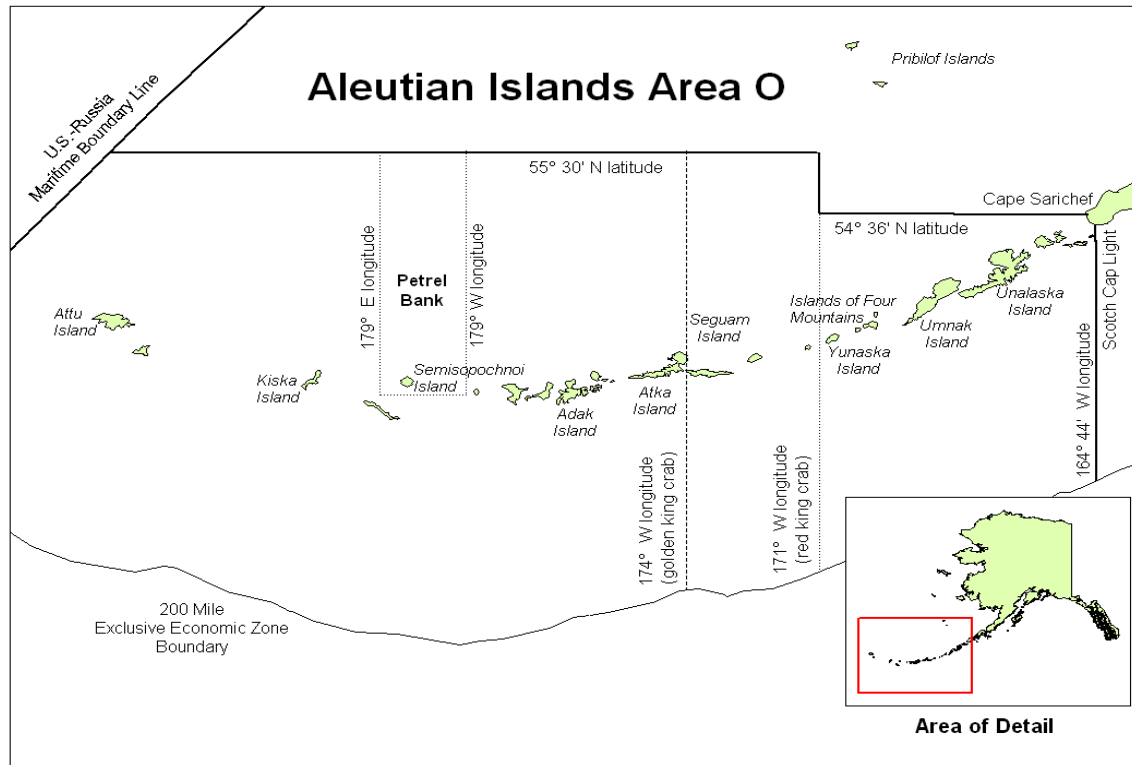 Aleutian Islands Area O
Pribilof Islands
U.S.-Russia
Maritime Boundary Line
55° 30' N latitude
Cape Sarichef
54° 36' N latitude
179° E longitude
Petrel
Bank
179° W longitude
Scotch Cap Light
164° 44' W longitude
Attu
Island
Kiska
Island
Semisopochnoi
Island
Adak
Island
Atka
Island
Seguam
Island
Islands of Four
Mountains
Yunaska
Island
Umnak
Island
Unalaska
Island
174° W longitude
(golden king crab)
171° W longitude
(red king crab)
200 Mile
Exclusive Economic Zone
Boundary
Area of Detail